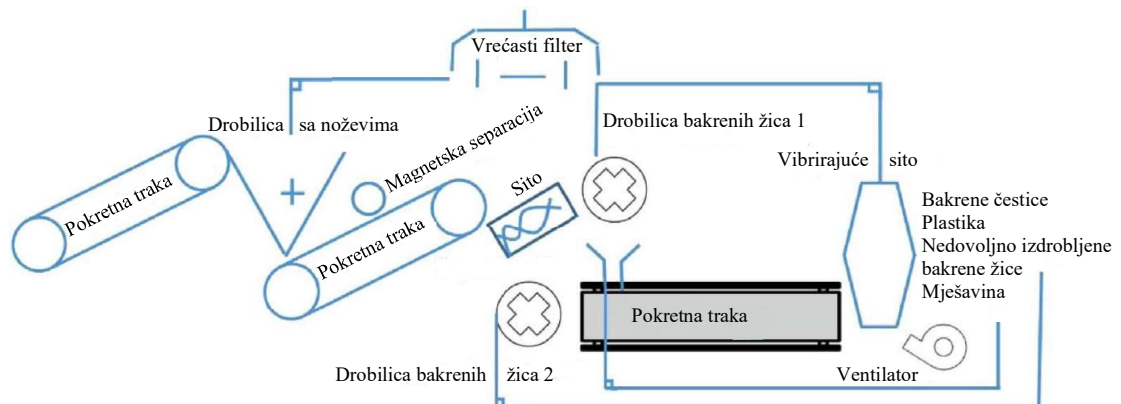 Vrećasti filter
Drobilica sa noževima
Magnetska separacija
Drobilica bakrenih žica 1
Vibrirajuće sito
Pokretna traka
Sito
Pokretna traka
Bakrene čestice
Plastika
Nedovoljno izdrobljene
bakrene žice
Mješavina
Pokretna traka
Drobilica bakrenih žica 2
Ventilator